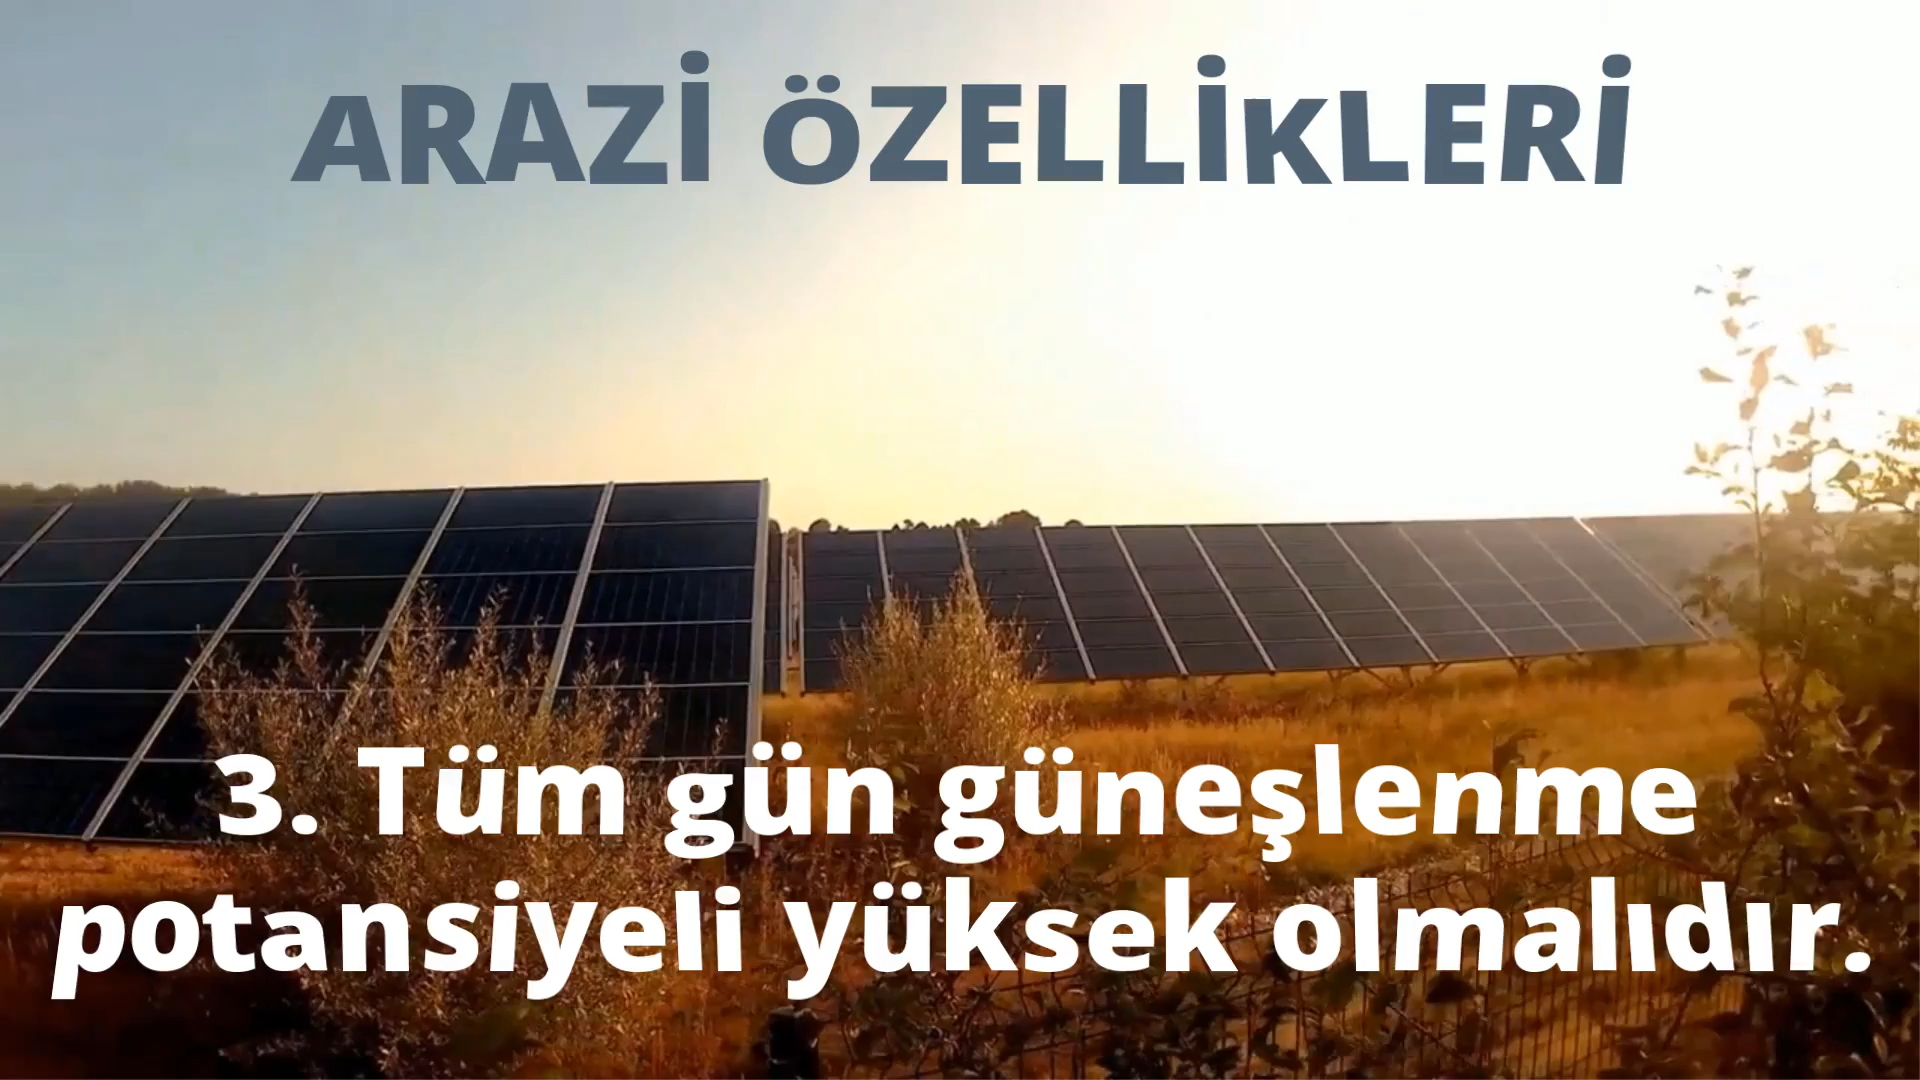 ARAZİ ÖZELLİKLERİ
3. Tüm gün güneşlenme
potansiyeli yüksek olmalıdır.